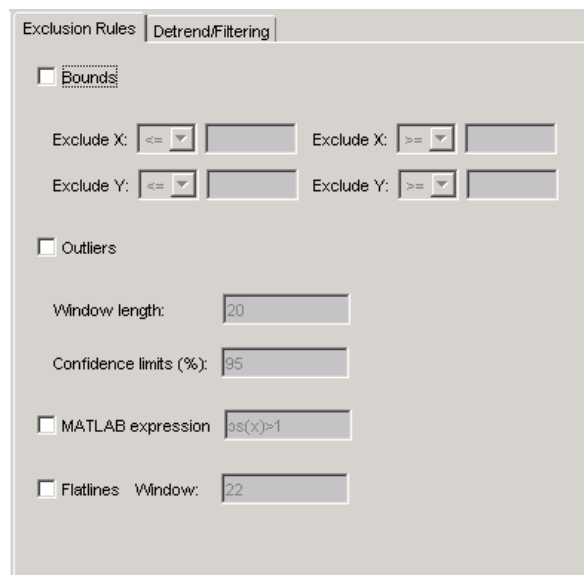 Exclusion Rules Detrend/Filtering
Bounds
Exclude X: <= Exclude X: >=
Exclude Y: <= Exclude Y: >=
Outliers
Window length: 20
Confidence limits (%): 95
MATLAB expression bs(x)>1
Flatlines Window: 22